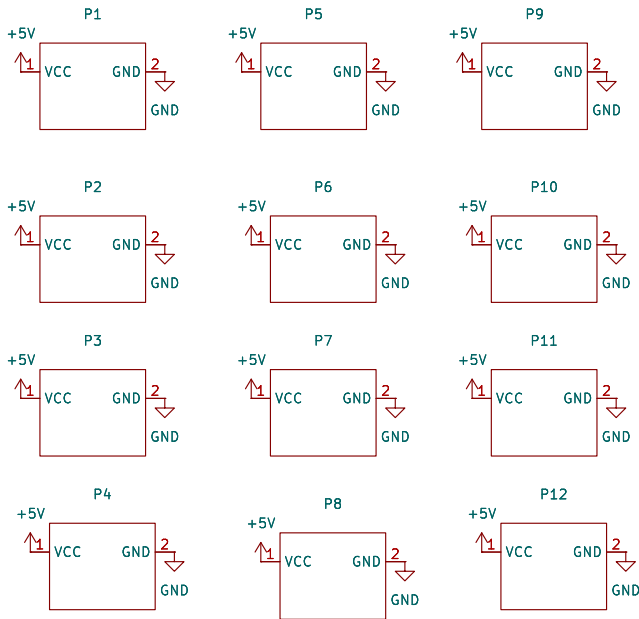 P1 P5 P9
+5V +5V +5V
1 VCC GND 2 1 VCC GND 2 1 VCC GND 2
GND GND GND
P2 P6 P10
+5V +5V +5V
1 VCC GND 2 1 VCC GND 2 1 VCC GND 2
GND GND GND
P3 P7 P11
+5V +5V +5V
1 VCC GND 2 1 VCC GND 2 1 VCC GND 2
GND GND GND
P4 P8 P12
+5V +5V +5V
1 VCC GND 2 1 VCC GND 2 1 VCC GND 2
GND GND GND